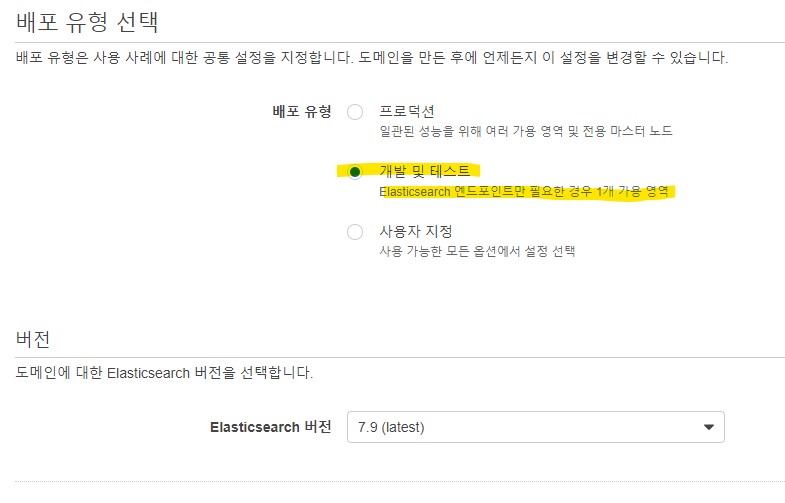 배포 유형 선택
배포 유형은 사용 사례에 대한 공통 설정을 지정합니다. 도메인을 만든 후에 언제든지 이 설정을 변경할 수 있습니다.
배포 유형
프로덕션
일관된 성능을 위해 여러 가용 영역 및 전용 마스터 노드
개발 및 테스트
Elasticsearch 엔드포인트만 필요한 경우 1개 가용 영역
사용자 지정
사용 가능한 모든 옵션에서 설정 선택
버전
도메인에 대한 Elasticsearch 버전을 선택합니다.
Elasticsearch 버전
7.9 (latest)